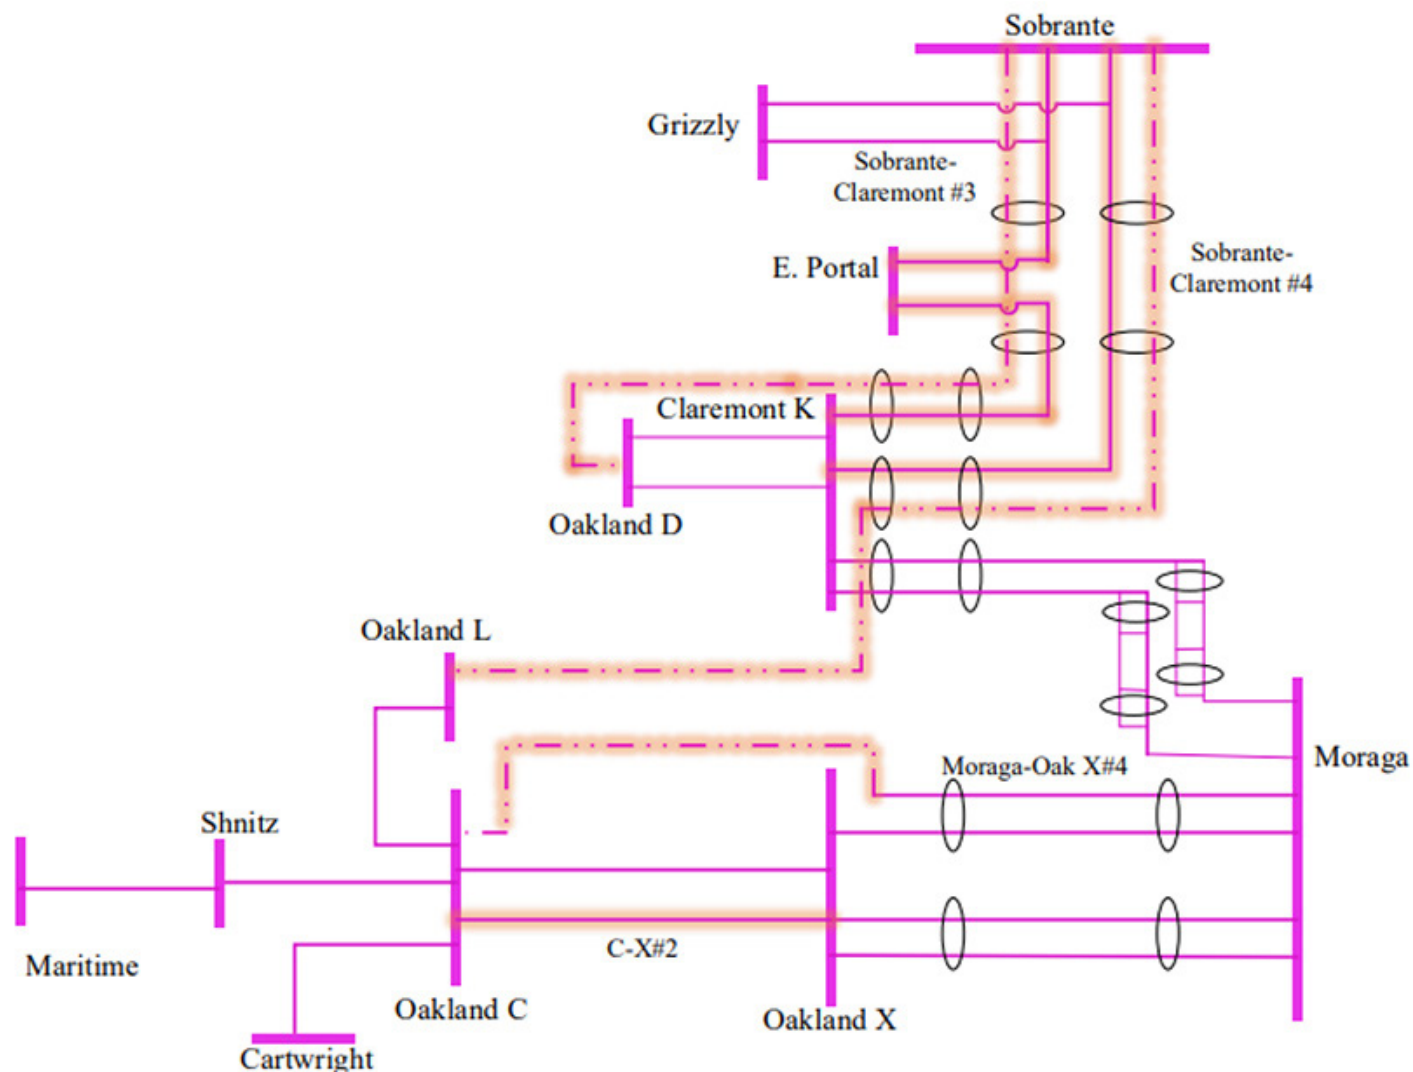 Sobrante
Grizzly
Sobrante-
Claremont #3
E. Portal
Sobrante-
Claremont #4
Claremont K
Oakland D
Oakland L
Moraga
Moraga-Oak X#4
Shnitz
C-X#2
Maritime
Oakland C
Oakland X
Cartwright